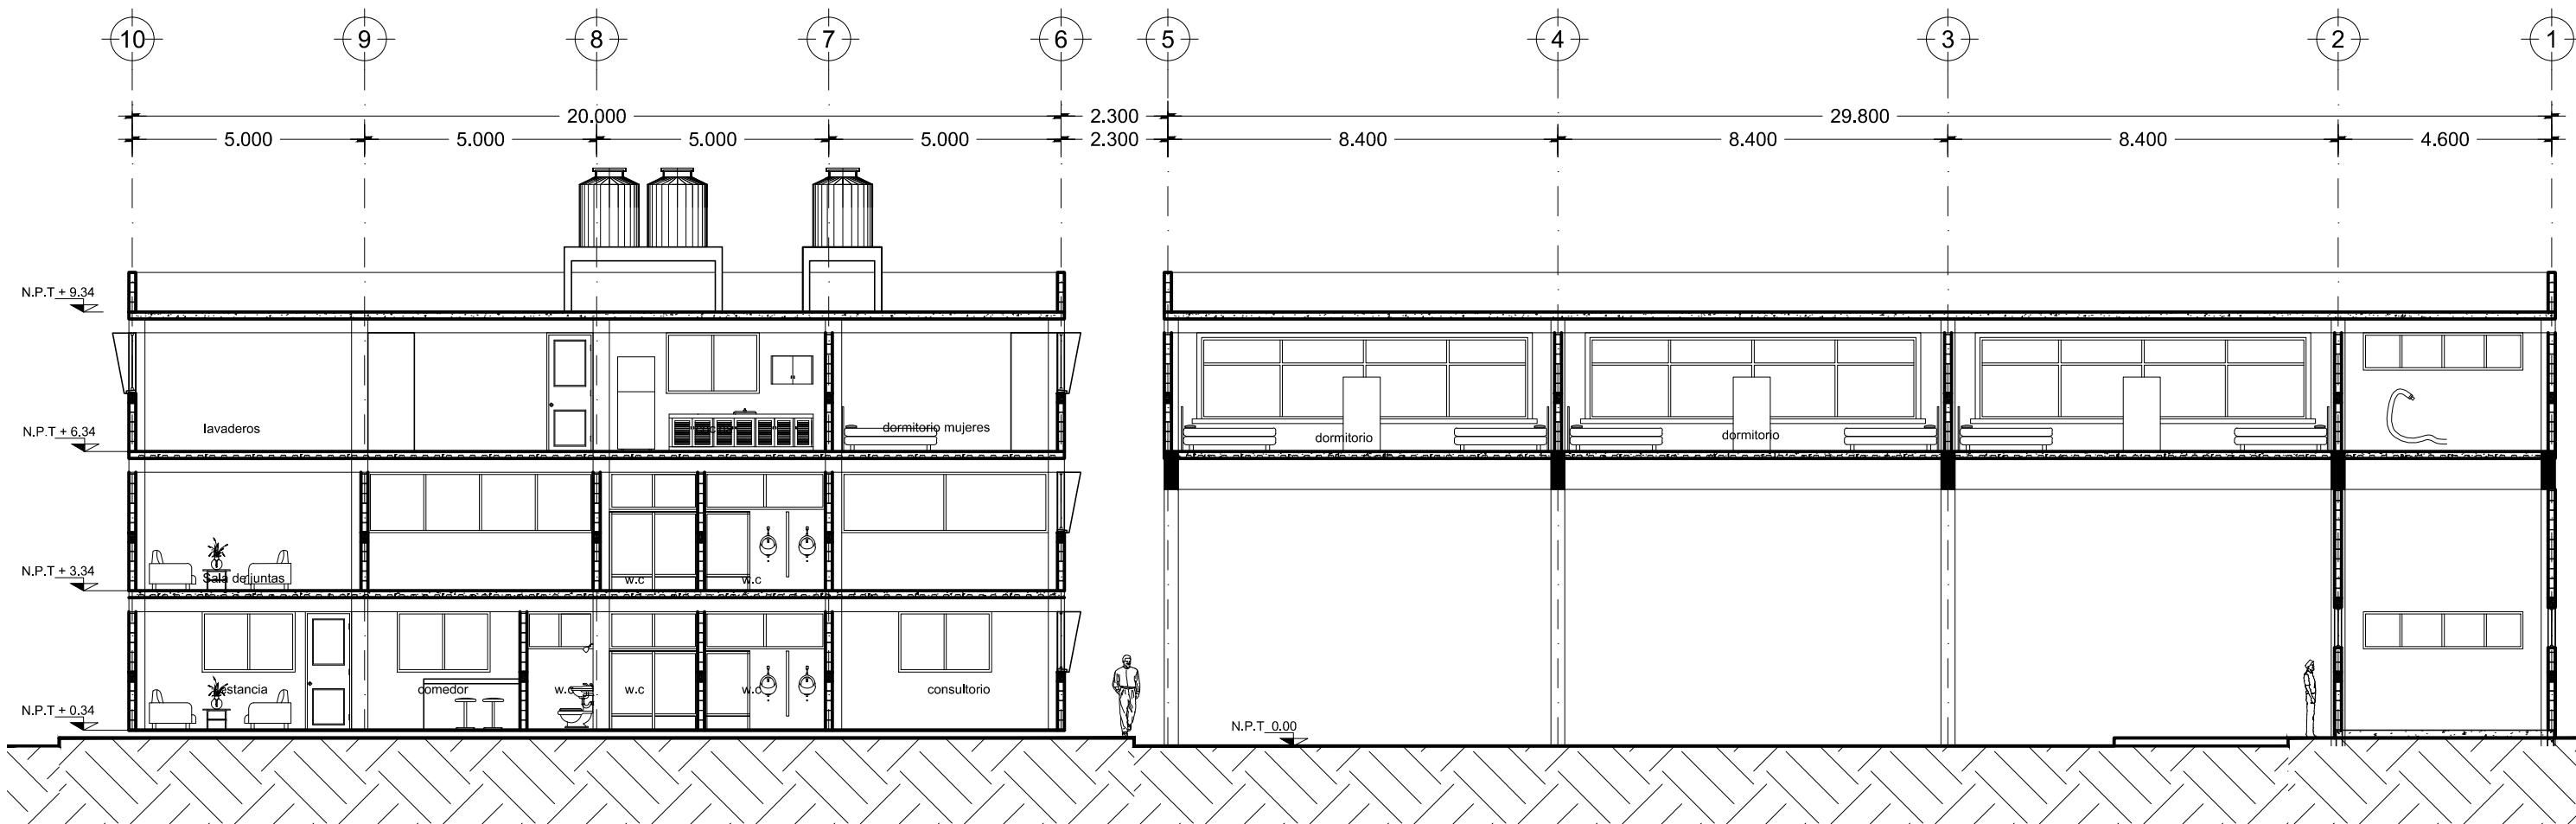 10 9 8 7 6 5 4 3 2 1
20.000 2.300 29.800
5.000 5.000 5.000 5.000 2.300 8.400 8.400 8.400 4.600
N.P.T + 9.34
N.P.T + 6.34
lavaderos
dormitorio mujeres
dormitorio
dormitorio
N.P.T + 3.34
Sala de juntas
w.c
w.c
N.P.T + 0.34
estancia
comedor
w.c
w.c
w.c
consultorio
N.P.T 0.00